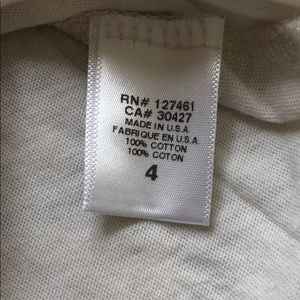 RN# 127461
CA# 30427
MADE IN U.S.A.
FABRIQUE EN U.S.A.
100% COTTON
100% COTON
4